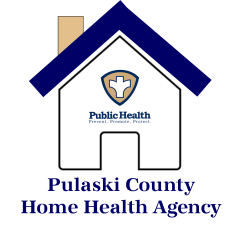 Public Health
Prevent. Promote. Protect.
Pulaski County
Home Health Agency